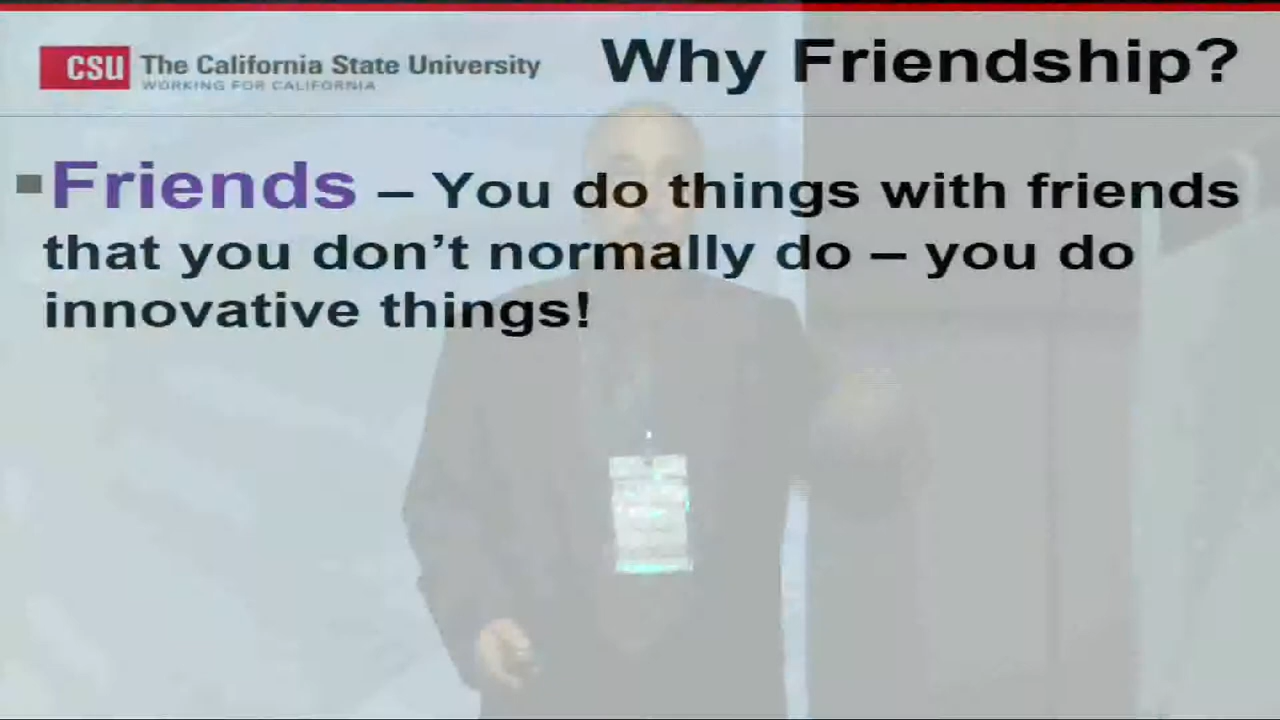 CSU The California State University
WORKING FOR CALIFORNIA
Why Friendship?
Friends – You do things with friends
that you don't normally do – you do
innovative things!